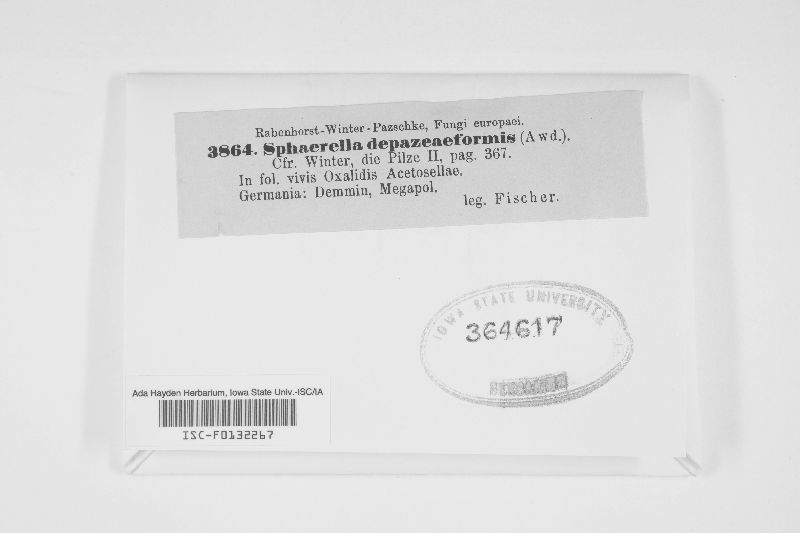 Rabenhorst-Winter-Pazschke, Fungi europaei.
3864. Sphaerella depazeaeformis (Awd.).
Cfr. Winter, die Pilze II, pag. 367.
In fol. vivis Oxalidis Acetosellae.
Germania: Demmin, Megapol.
leg. Fischer.
IOWA STATE UNIVERSITY
364617
HERBARIUM
Ada Hayden Herbarium, Iowa State Univ.-ISC/IA
ISC-F0132267